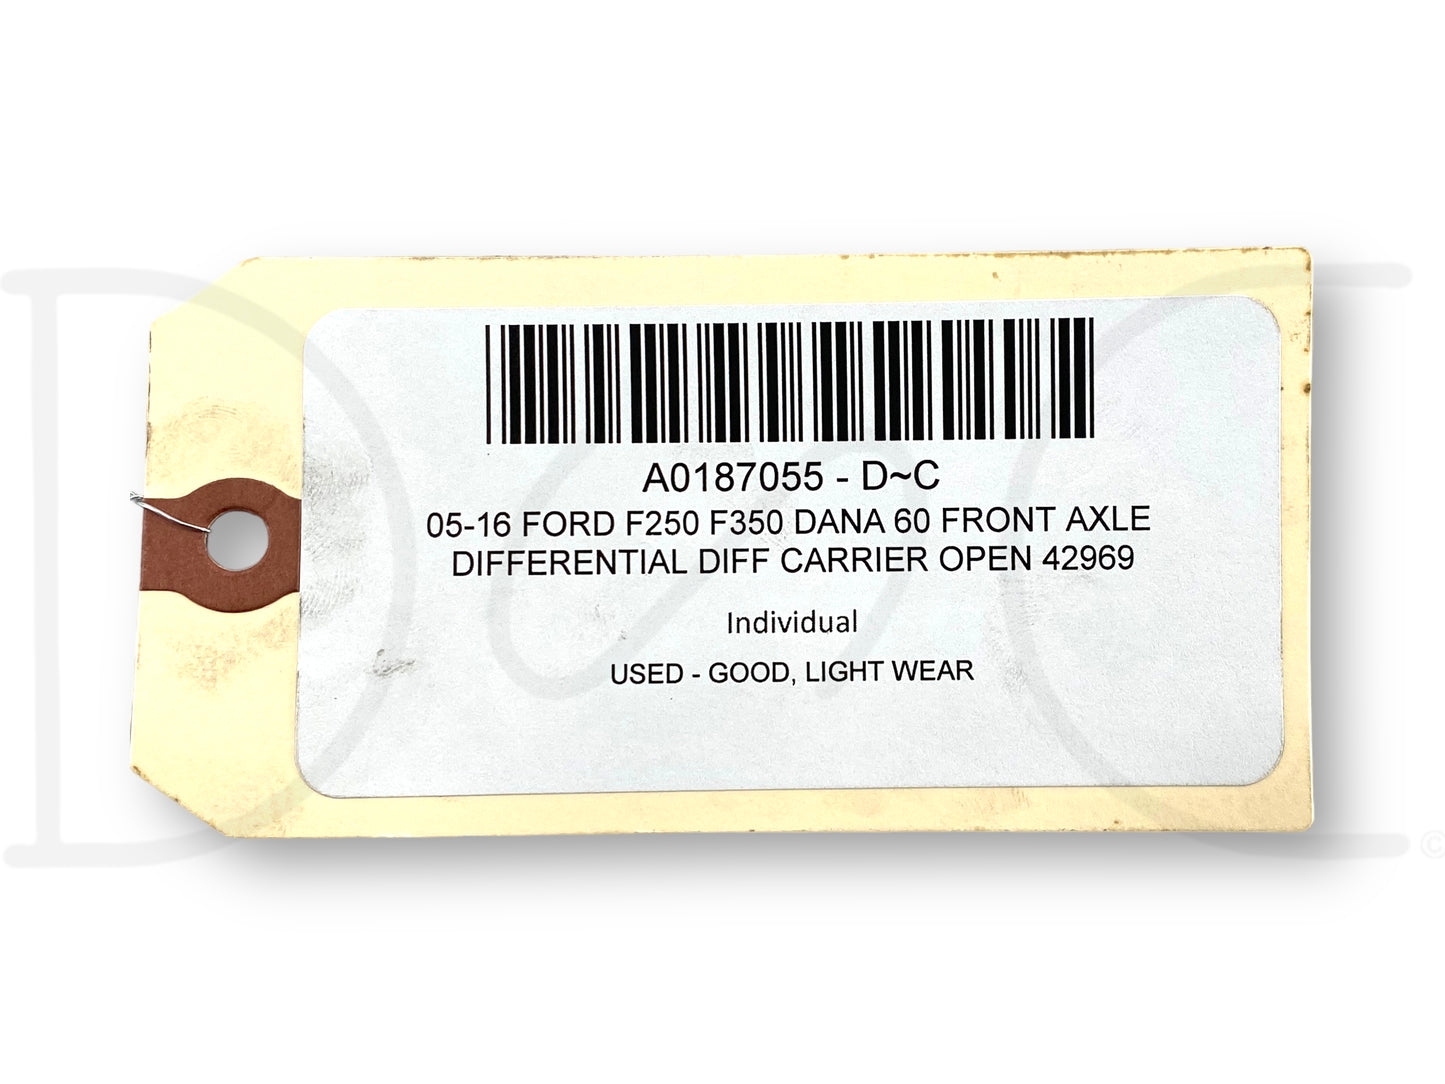 A0187055 - D~C
05-16 FORD F250 F350 DANA 60 FRONT AXLE
DIFFERENTIAL DIFF CARRIER OPEN 42969
Individual
USED - GOOD, LIGHT WEAR
D~C ©